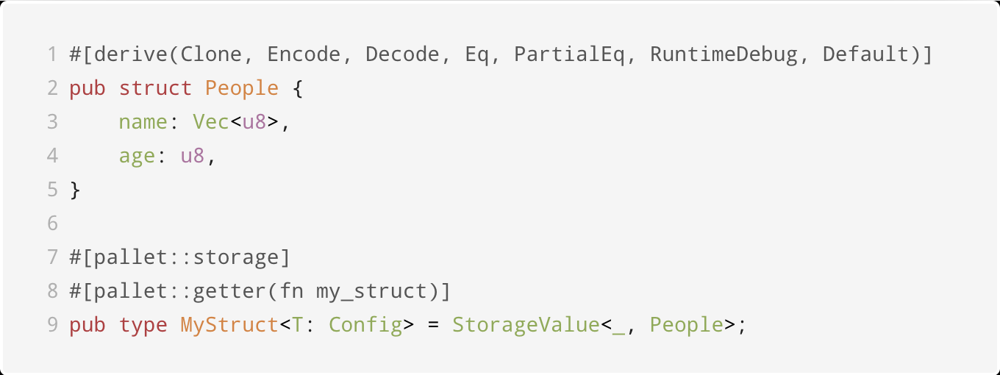 1 #[derive(Clone, Encode, Decode, Eq, PartialEq, RuntimeDebug, Default)]
2 pub struct People {
3     name: Vec<u8>,
4     age: u8,
5 }
6
7 #[pallet::storage]
8 #[pallet::getter(fn my_struct)]
9 pub type MyStruct<T: Config> = StorageValue<_, People>;